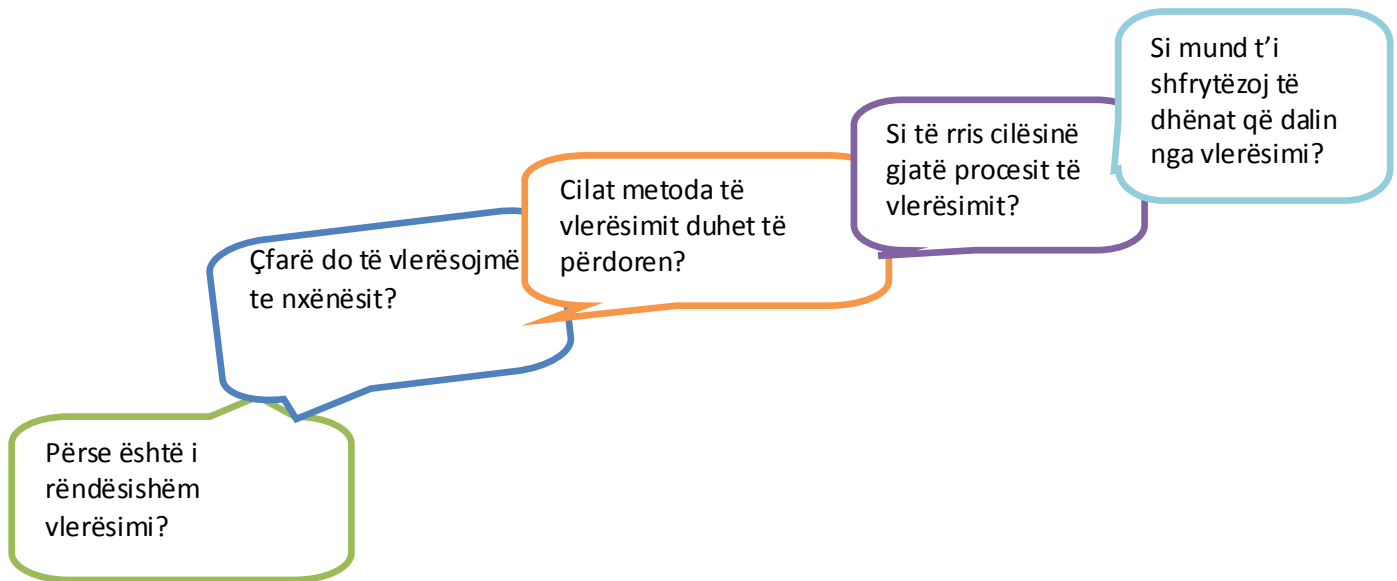 Përse është i
rëndësishëm
vlerësimi?
Çfarë do të vlerësojmë
te nxënësit?
Cilat metoda të
vlerësimit duhet të
përdoren?
Si të rris cilësinë
gjatë procesit të
vlerësimit?
Si mund t’i
shfrytëzoj të
dhënat që dalin
nga vlerësimi?